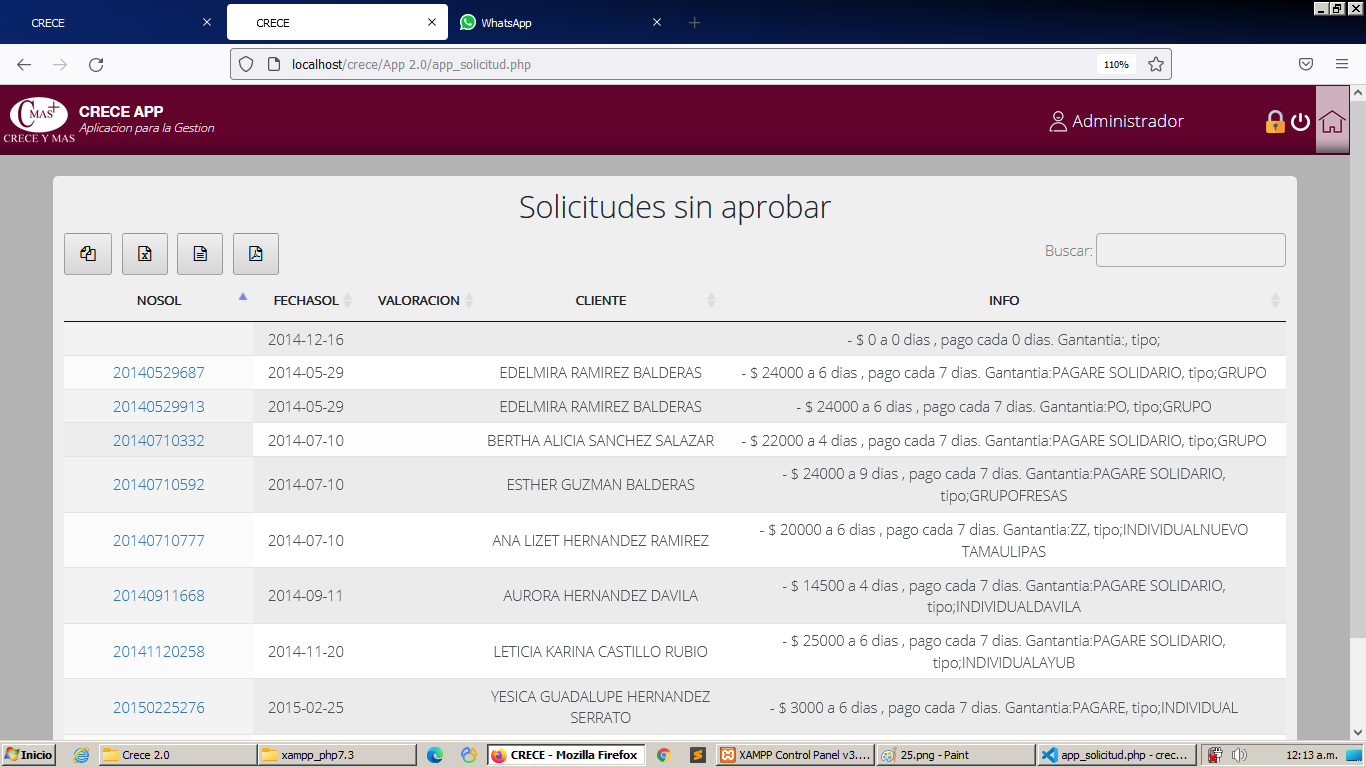 CRECE
CRECE
WhatsApp
localhost/crece/App 2.0/app_solicitud.php
110%
C MAS+
CRECE Y MAS
CRECE APP
Aplicacion para la Gestion
Administrador
Solicitudes sin aprobar
Buscar:
NOSOL FECHASOL VALORACION CLIENTE INFO
2014-12-16 - $ 0 a 0 dias , pago cada 0 dias. Gantantia:, tipo;
20140529687 2014-05-29 EDELMIRA RAMIREZ BALDERAS - $ 24000 a 6 dias , pago cada 7 dias. Gantantia:PAGARE SOLIDARIO, tipo;GRUPO
20140529913 2014-05-29 EDELMIRA RAMIREZ BALDERAS - $ 24000 a 6 dias , pago cada 7 dias. Gantantia:PO, tipo;GRUPO
20140710332 2014-07-10 BERTHA ALICIA SANCHEZ SALAZAR - $ 22000 a 4 dias , pago cada 7 dias. Gantantia:PAGARE SOLIDARIO, tipo;GRUPO
20140710592 2014-07-10 ESTHER GUZMAN BALDERAS - $ 24000 a 9 dias , pago cada 7 dias. Gantantia:PAGARE SOLIDARIO,
tipo;GRUPOFRESAS
20140710777 2014-07-10 ANA LIZET HERNANDEZ RAMIREZ - $ 20000 a 6 dias , pago cada 7 dias. Gantantia:ZZ, tipo;INDIVIDUALNUEVO
TAMAULIPAS
20140911668 2014-09-11 AURORA HERNANDEZ DAVILA - $ 14500 a 4 dias , pago cada 7 dias. Gantantia:PAGARE SOLIDARIO,
tipo;INDIVIDUALDAVILA
20141120258 2014-11-20 LETICIA KARINA CASTILLO RUBIO - $ 25000 a 6 dias , pago cada 7 dias. Gantantia:PAGARE SOLIDARIO,
tipo;INDIVIDUALAYUB
20150225276 2015-02-25 YESICA GUADALUPE HERNANDEZ
SERRATO - $ 3000 a 6 dias , pago cada 7 dias. Gantantia:PAGARE, tipo;INDIVIDUAL
Inicio Crece 2.0 xampp_php7.3 CRECE - Mozilla Firefox XAMPP Control Panel v3.... 25.png - Paint app_solicitud.php - crec... 12:13 a.m.